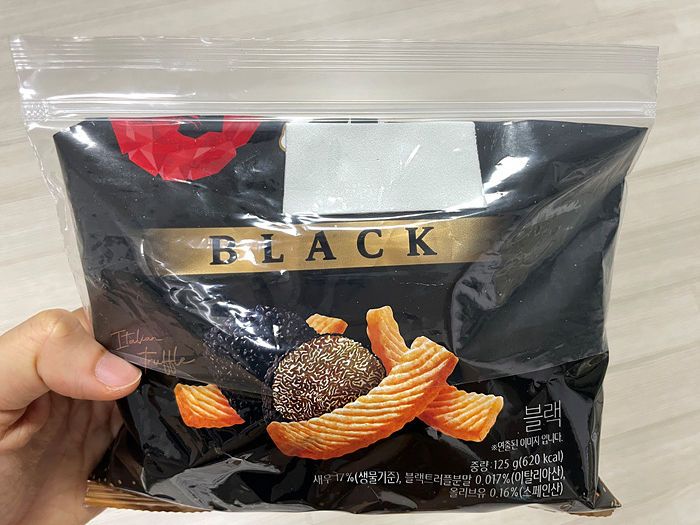 BLACK
Italian
Truffle
블랙
※연출된 이미지 입니다.
중량: 125 g(620 kcal)
새우 17%(생물기준), 블랙트러플분말 0.017%(이탈리아산),
올리브유 0.16%(스페인산)